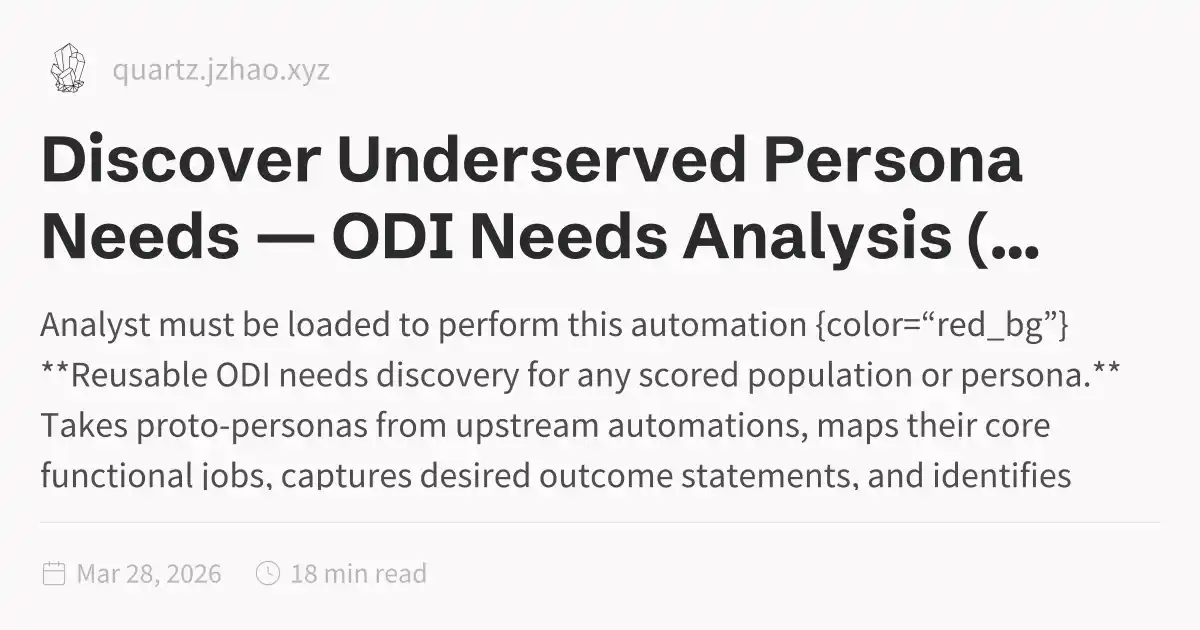 quartz.jzhao.xyz
Discover Underserved Persona
Needs — ODI Needs Analysis (...
Analyst must be loaded to perform this automation {color=“red_bg”}
**Reusable ODI needs discovery for any scored population or persona.**
Takes proto-personas from upstream automations, maps their core
functional jobs, captures desired outcome statements, and identifies
Mar 28, 2026
18 min read